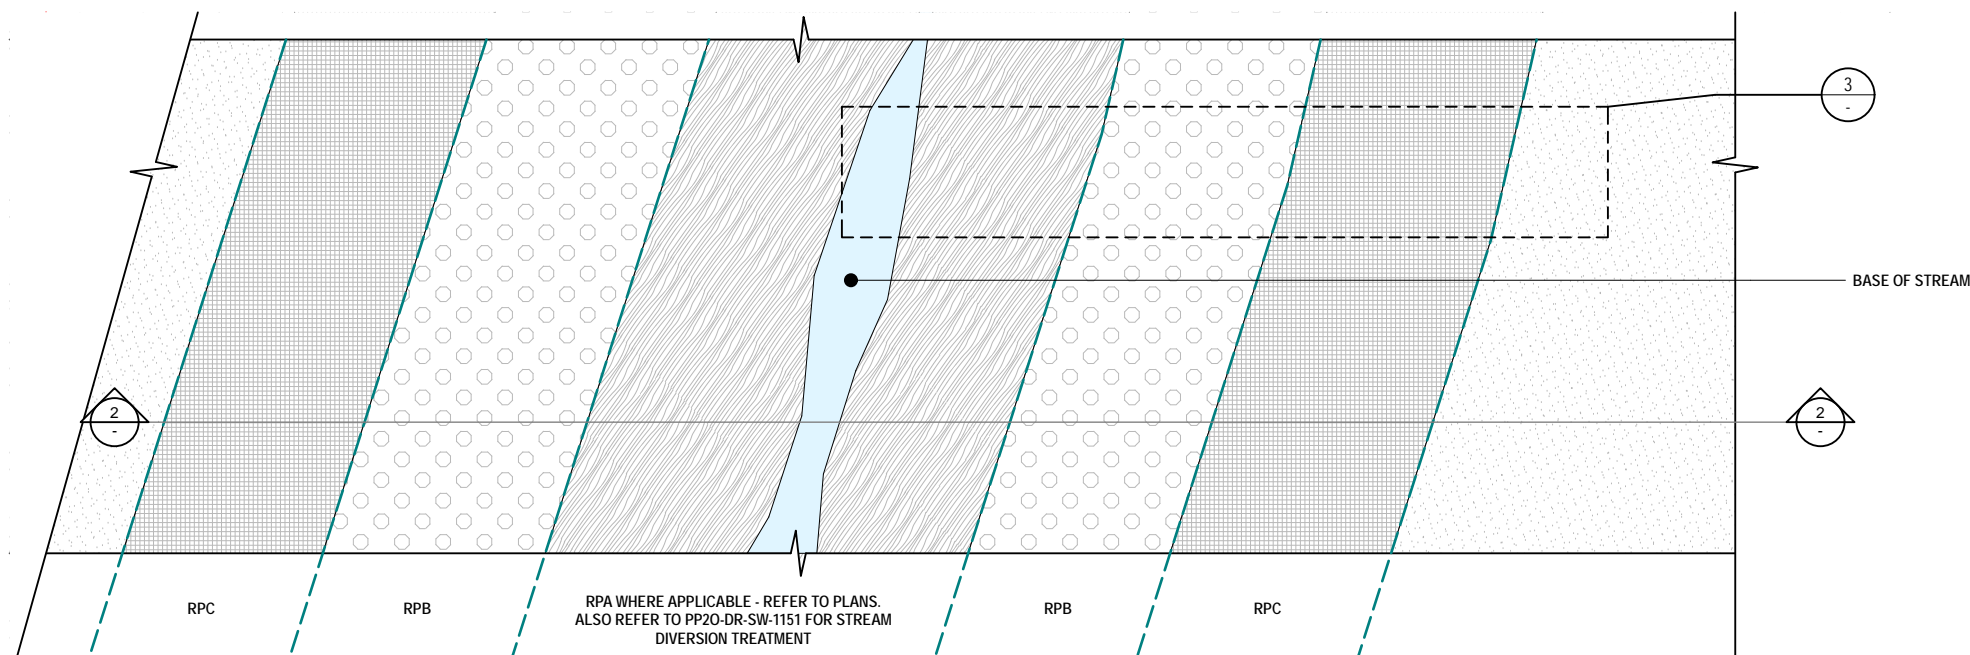 3
-
BASE OF STREAM
2
-
2
-
RPC
RPB
RPA WHERE APPLICABLE - REFER TO PLANS.
ALSO REFER TO PP2O-DR-SW-1151 FOR STREAM
DIVERSION TREATMENT
RPB
RPC